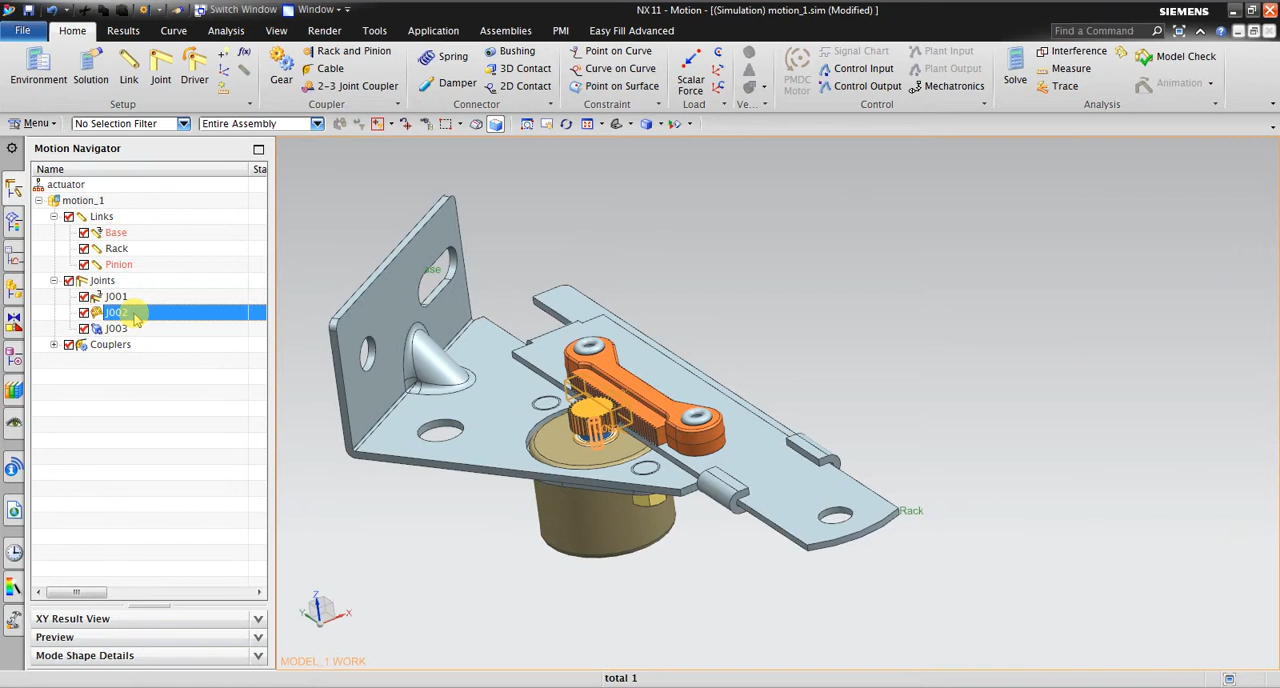 Switch Window Window NX 11 - Motion - [(Simulation) motion_1.sim (Modified) ] SIEMENS
File Home Results Curve Analysis View Render Tools Application Assemblies PMI Easy Fill Advanced Find a Command
Environment Solution Link Joint Driver
Setup
Gear Rack and Pinion
Cable
2-3 Joint Coupler
Coupler
Spring
Damper
Bushing
3D Contact
2D Contact
Connector
Point on Curve
Curve on Curve
Point on Surface
Constraint
Scalar Force
Load
Ve...
PMDC Motor
Signal Chart
Control Input
Control Output
Plant Input
Plant Output
Mechatronics
Control
Solve
Interference
Measure
Trace
Model Check
Animation
Analysis
Menu No Selection Filter Entire Assembly
Motion Navigator
Name Sta
actuator
motion_1
Links
Base
Rack
Pinion
Joints
J001
J002
J003
Couplers
XY Result View
Preview
Mode Shape Details
Rack
Z
Y
X
MODEL_1 WORK
total 1